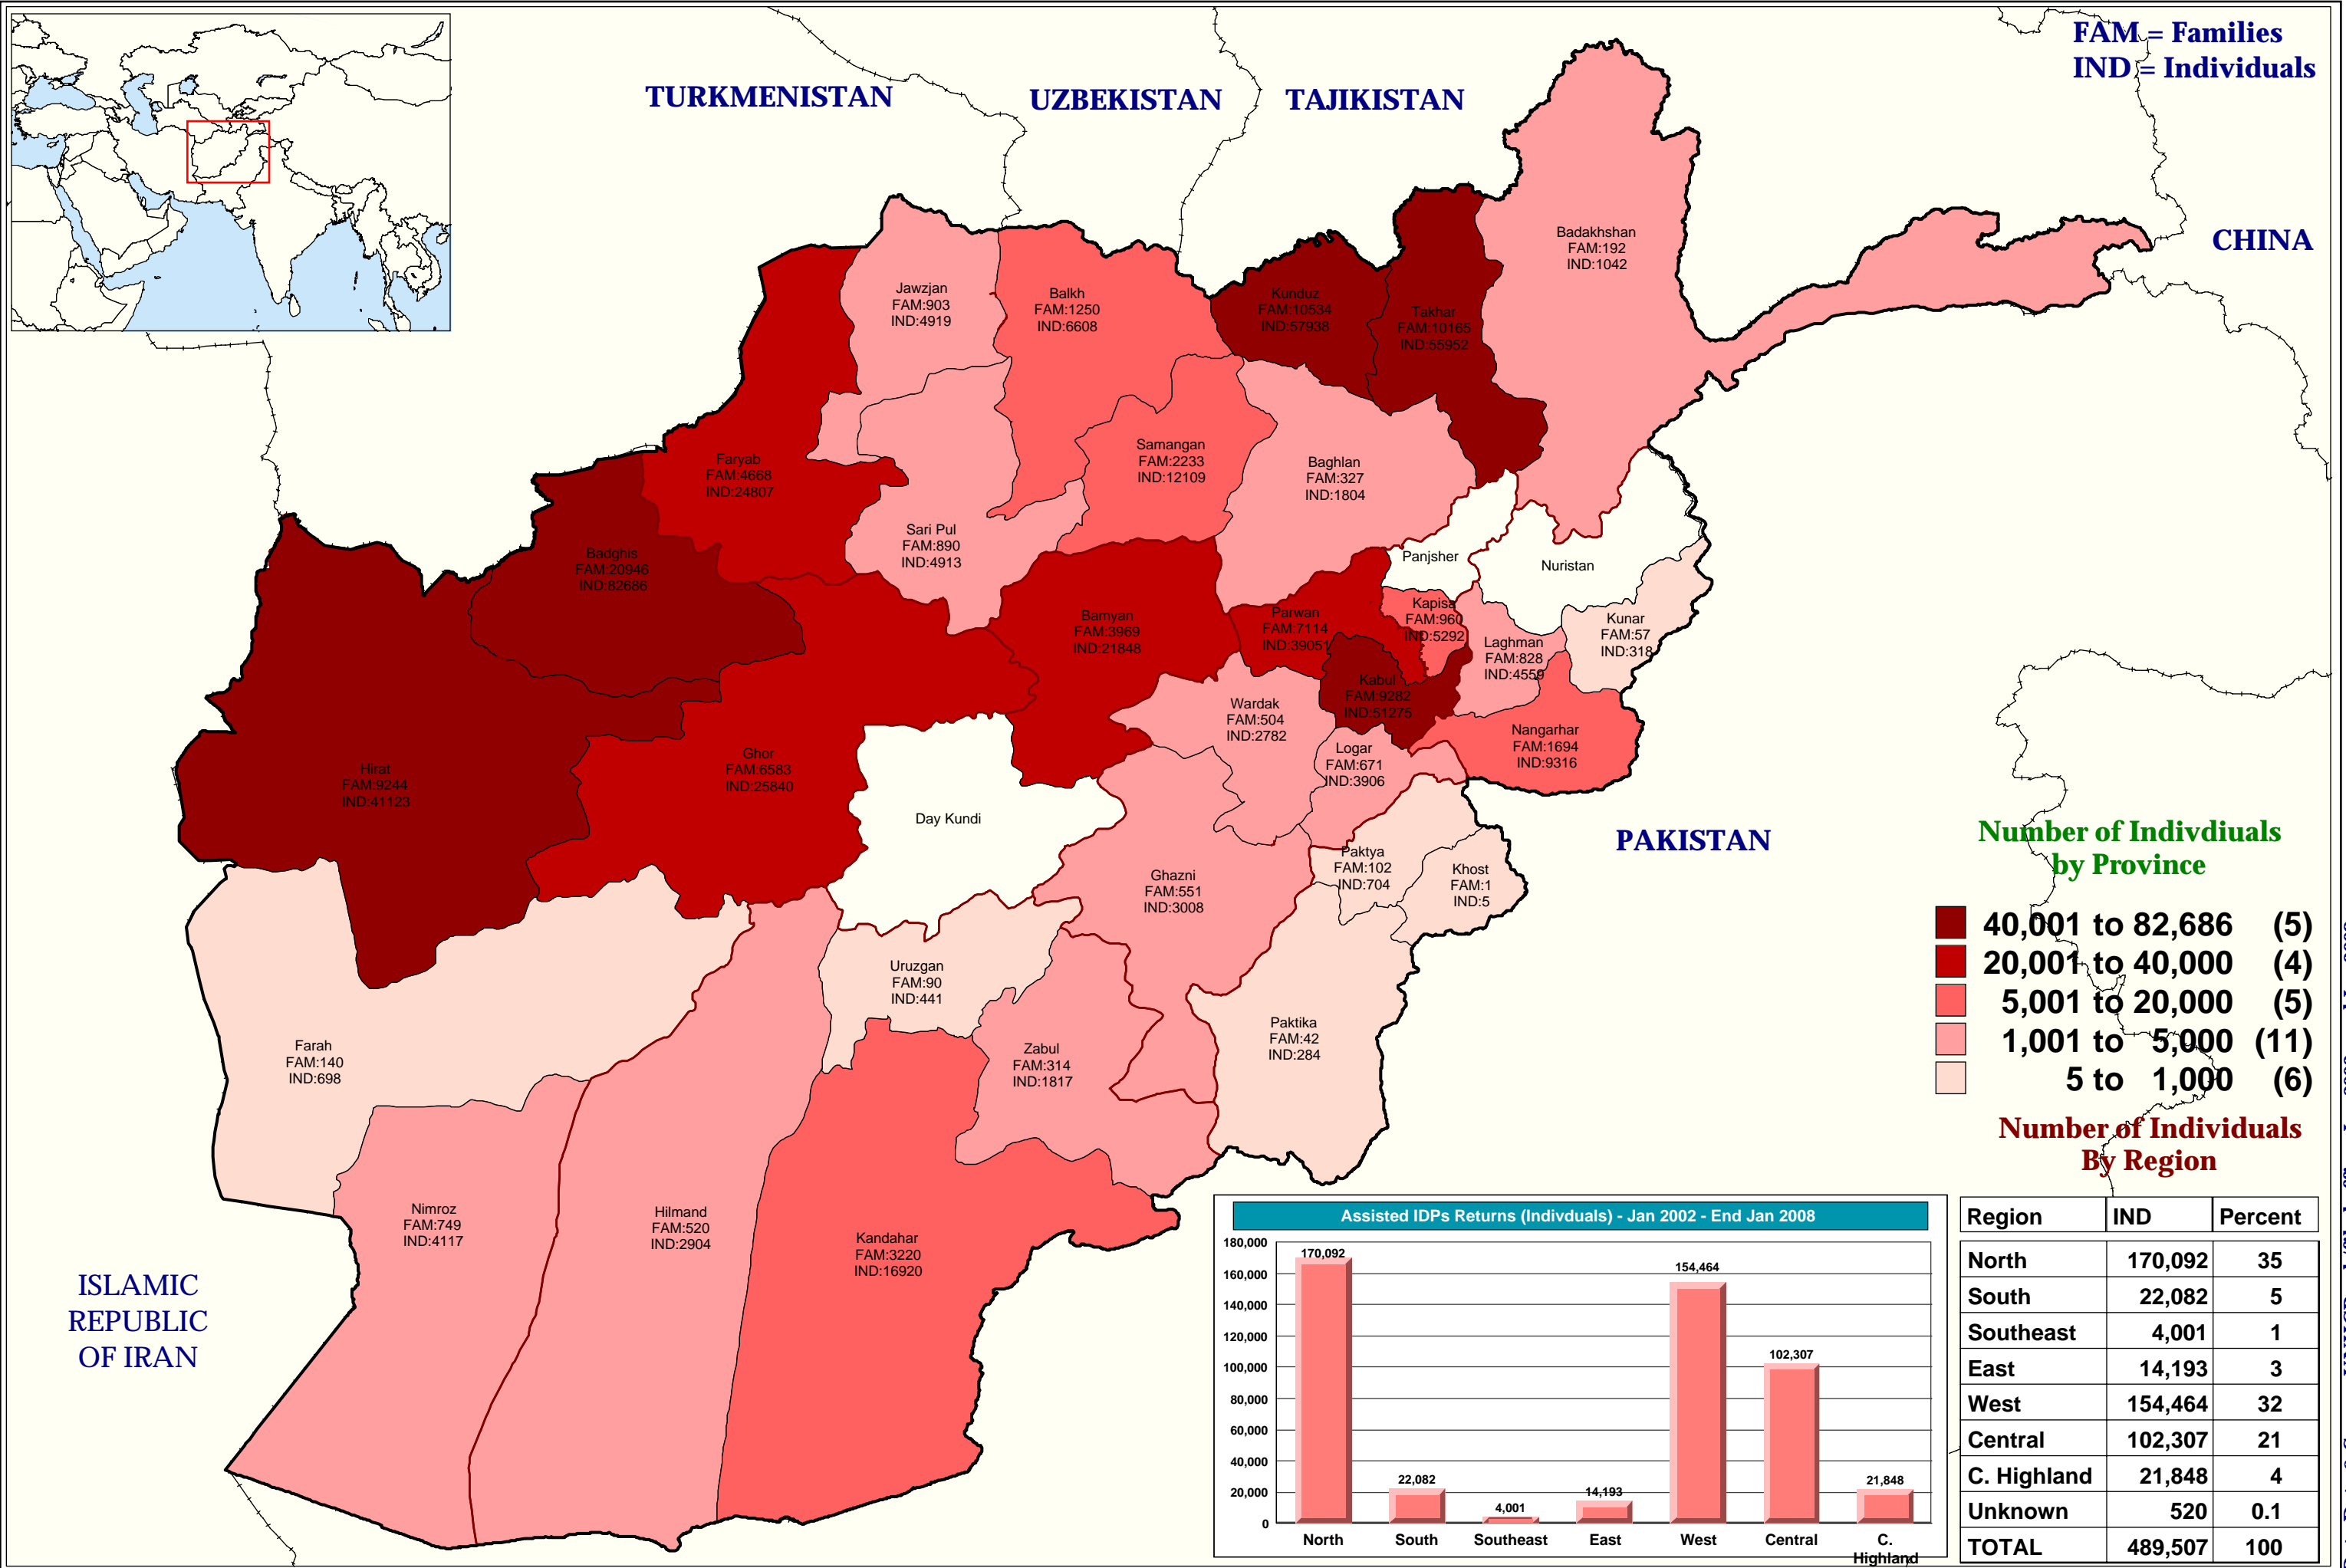 FAM = Families
IND = Individuals
TURKMENISTAN
UZBEKISTAN
TAJIKISTAN
CHINA
Badakhshan
FAM:192
IND:1042
Jawzjan
FAM:903
IND:4919
Balkh
FAM:1250
IND:6608
Kunduz
FAM:10534
IND:57938
Takhar
FAM:10165
IND:55952
Faryab
FAM:4668
IND:24807
Samangan
FAM:2233
IND:12109
Baghlan
FAM:327
IND:1804
Sari Pul
FAM:890
IND:4913
Badghis
FAM:20946
IND:82686
Panjsher
Nuristan
Bamyan
FAM:3969
IND:21848
Parwan
FAM:7114
IND:39051
Kapisa
FAM:960
IND:5292
Laghman
FAM:828
IND:4559
Kunar
FAM:57
IND:318
Kabul
FAM:9282
IND:51275
Wardak
FAM:504
IND:2782
Nangarhar
FAM:1694
IND:9316
Logar
FAM:671
IND:3906
Hirat
FAM:9244
IND:41123
Ghor
FAM:6583
IND:25840
Day Kundi
PAKISTAN
Paktya
FAM:102
IND:704
Khost
FAM:1
IND:5
Ghazni
FAM:551
IND:3008
Uruzgan
FAM:90
IND:441
Farah
FAM:140
IND:698
Zabul
FAM:314
IND:1817
Paktika
FAM:42
IND:284
Nimroz
FAM:749
IND:4117
Hilmand
FAM:520
IND:2904
Kandahar
FAM:3220
IND:16920
ISLAMIC
REPUBLIC
OF IRAN
Number of Indivdiuals
by Province
40,001 to 82,686 (5)
20,001 to 40,000 (4)
5,001 to 20,000 (5)
1,001 to 5,000 (11)
5 to 1,000 (6)
Number of Individuals
By Region
Assisted IDPs Returns (Indivduals) - Jan 2002 - End Jan 2008
180,000
160,000
140,000
120,000
100,000
80,000
60,000
40,000
20,000
0
170,092
22,082
4,001
14,193
154,464
102,307
21,848
North South Southeast East West Central C.
Highland
Region IND Percent
North 170,092 35
South 22,082 5
Southeast 4,001 1
East 14,193 3
West 154,464 32
Central 102,307 21
C. Highland 21,848 4
Unknown 520 0.1
TOTAL 489,507 100